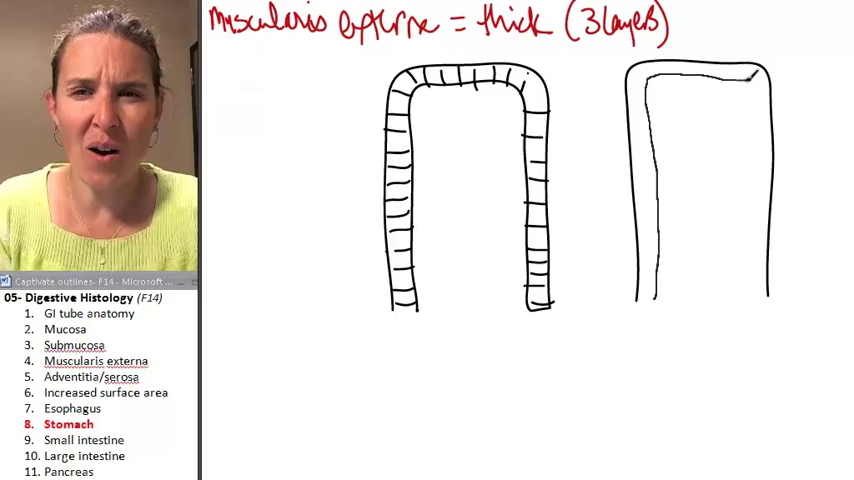 Muscularis externa = thick (3 layers)
Captivate outlines- F14 - Microsoft ...
05- Digestive Histology (F14)
1. GI tube anatomy
2. Mucosa
3. Submucosa
4. Muscularis externa
5. Adventitia/serosa
6. Increased surface area
7. Esophagus
8. Stomach
9. Small intestine
10. Large intestine
11. Pancreas